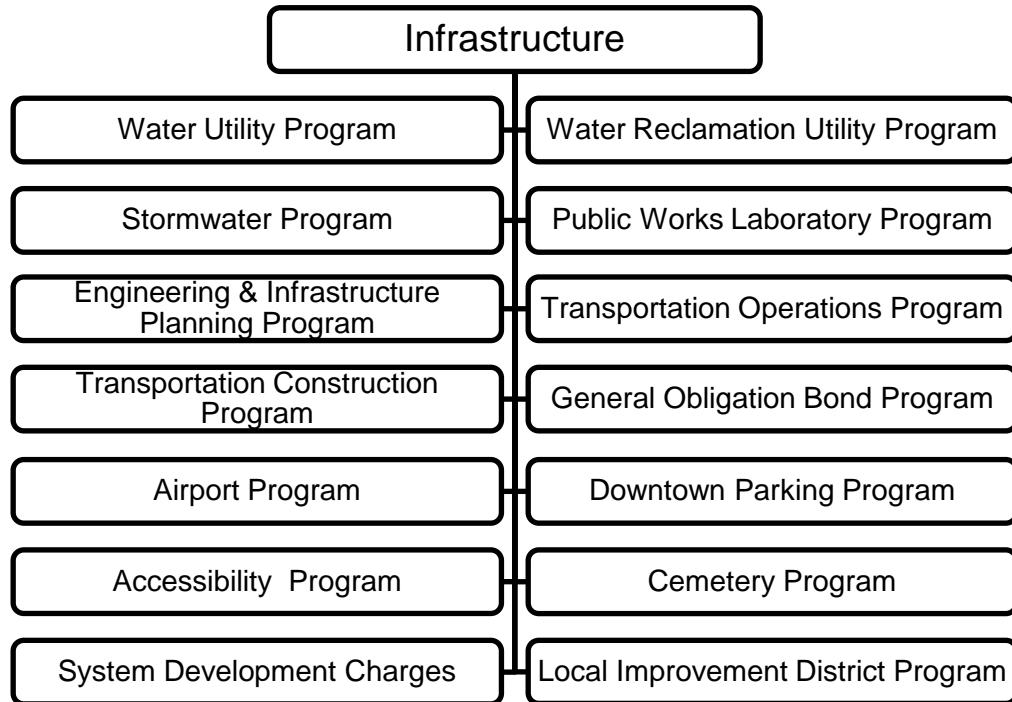 Infrastructure
Water Utility Program
Water Reclamation Utility Program
Stormwater Program
Public Works Laboratory Program
Engineering & Infrastructure
Planning Program
Transportation Operations Program
Transportation Construction
Program
General Obligation Bond Program
Airport Program
Downtown Parking Program
Accessibility  Program
Cemetery Program
System Development Charges
Local Improvement District Program